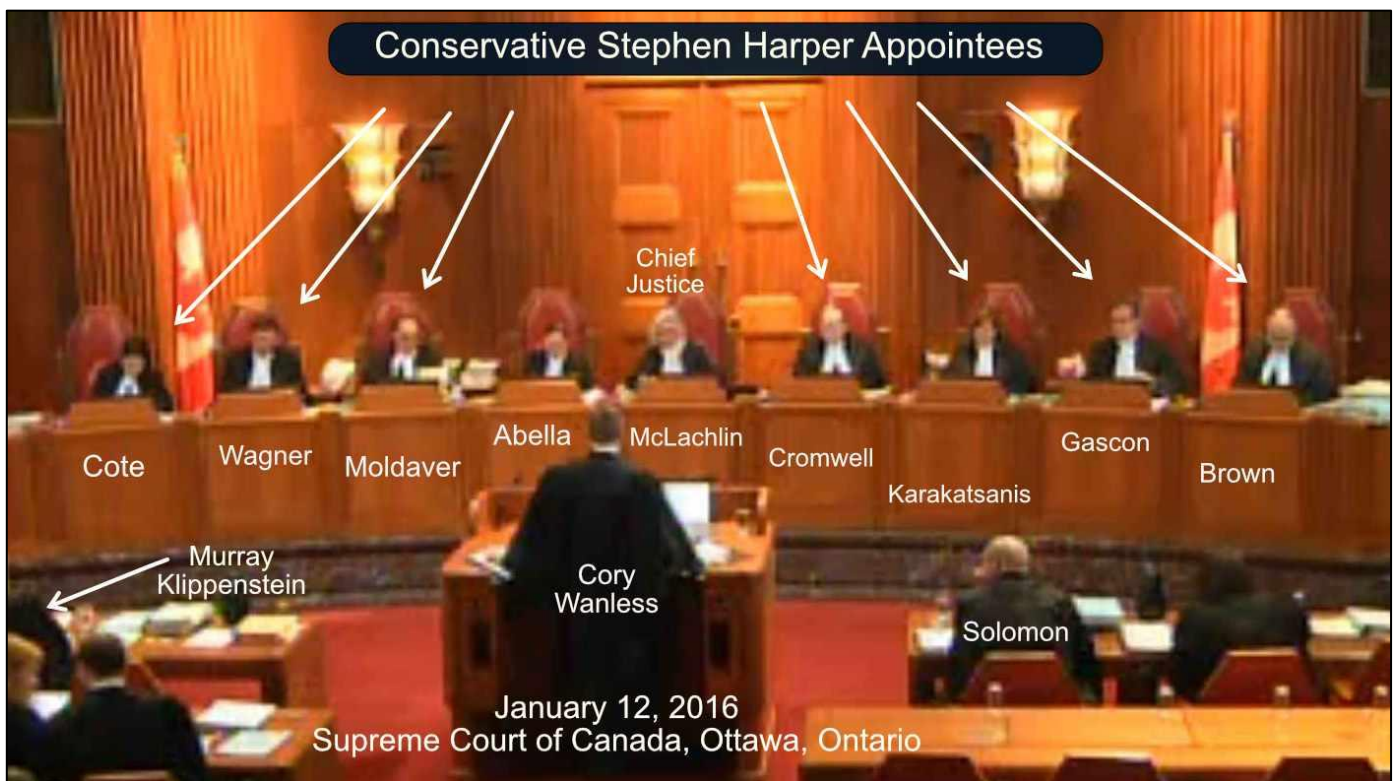 Conservative Stephen Harper Appointees
Chief
Justice
Cote
Wagner
Moldaver
Abella
McLachlin
Cromwell
Karakatsanis
Gascon
Brown
Murray
Klippenstein
Cory
Wanless
Solomon
January 12, 2016
Supreme Court of Canada, Ottawa, Ontario